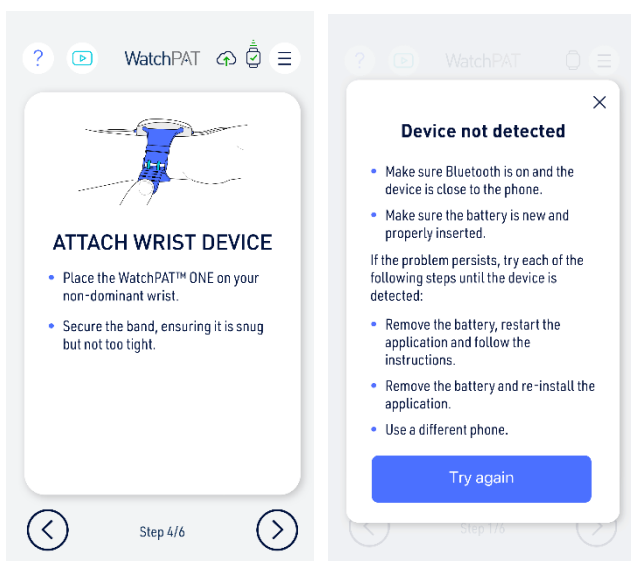 ?
WatchPAT
ATTACH WRIST DEVICE
• Place the WatchPAT™ ONE on your
non-dominant wrist.
• Secure the band, ensuring it is snug
but not too tight.
Step 4/6
?
WatchPAT
Device not detected
• Make sure Bluetooth is on and the
device is close to the phone.
• Make sure the battery is new and
properly inserted.
If the problem persists, try each of the
following steps until the device is
detected:
• Remove the battery, restart the
application and follow the
instructions.
• Remove the battery and re-install the
application.
• Use a different phone.
Try again
Step 1/6